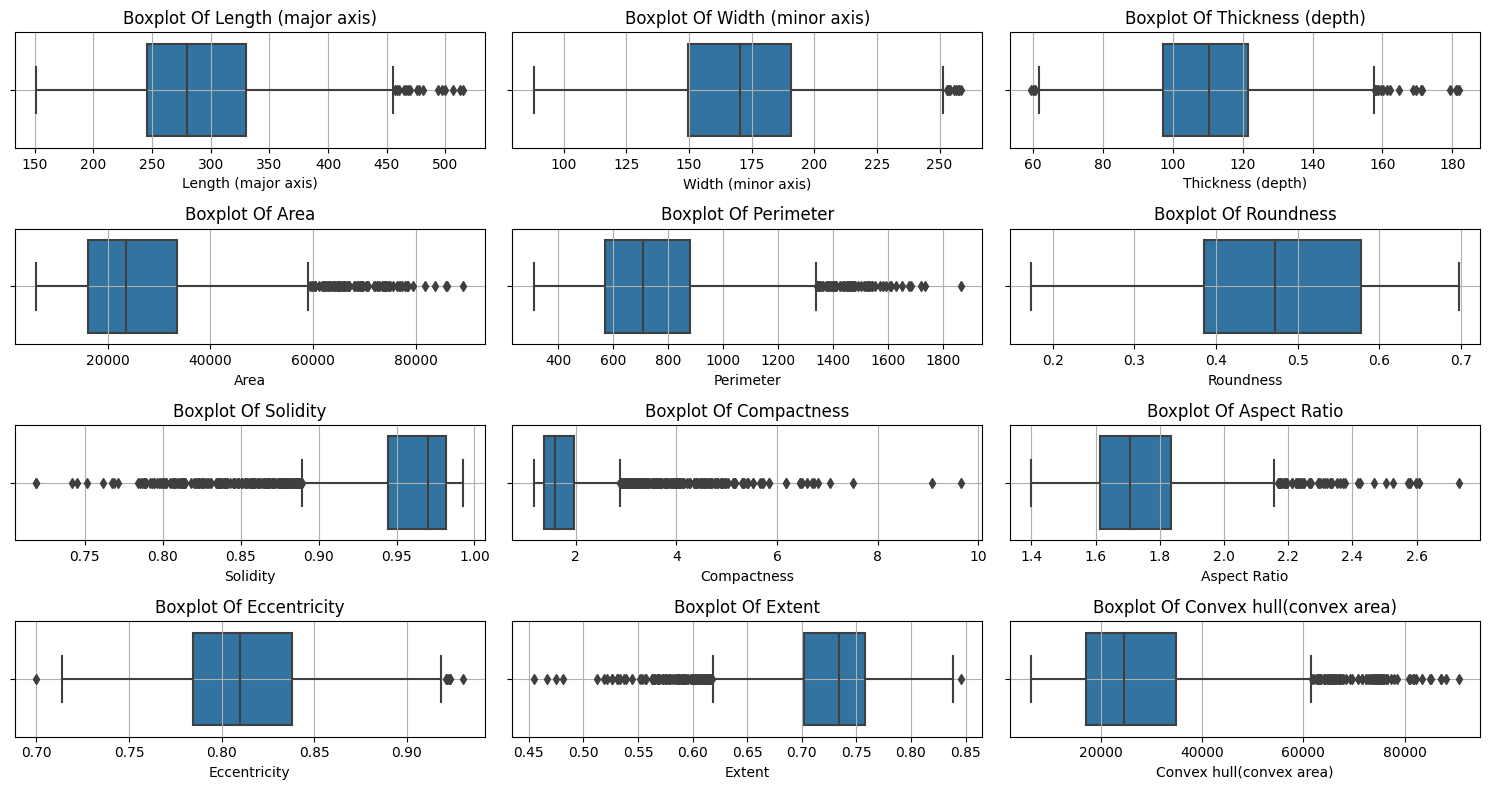 Boxplot Of Length (major axis)
150 200 250 300 350 400 450 500
Length (major axis)
Boxplot Of Width (minor axis)
100 125 150 175 200 225 250
Width (minor axis)
Boxplot Of Thickness (depth)
60 80 100 120 140 160 180
Thickness (depth)
Boxplot Of Area
20000 40000 60000 80000
Area
Boxplot Of Perimeter
400 600 800 1000 1200 1400 1600 1800
Perimeter
Boxplot Of Roundness
0.2 0.3 0.4 0.5 0.6 0.7
Roundness
Boxplot Of Solidity
0.75 0.80 0.85 0.90 0.95 1.00
Solidity
Boxplot Of Compactness
2 4 6 8 10
Compactness
Boxplot Of Aspect Ratio
1.4 1.6 1.8 2.0 2.2 2.4 2.6
Aspect Ratio
Boxplot Of Eccentricity
0.70 0.75 0.80 0.85 0.90
Eccentricity
Boxplot Of Extent
0.45 0.50 0.55 0.60 0.65 0.70 0.75 0.80 0.85
Extent
Boxplot Of Convex hull(convex area)
20000 40000 60000 80000
Convex hull(convex area)